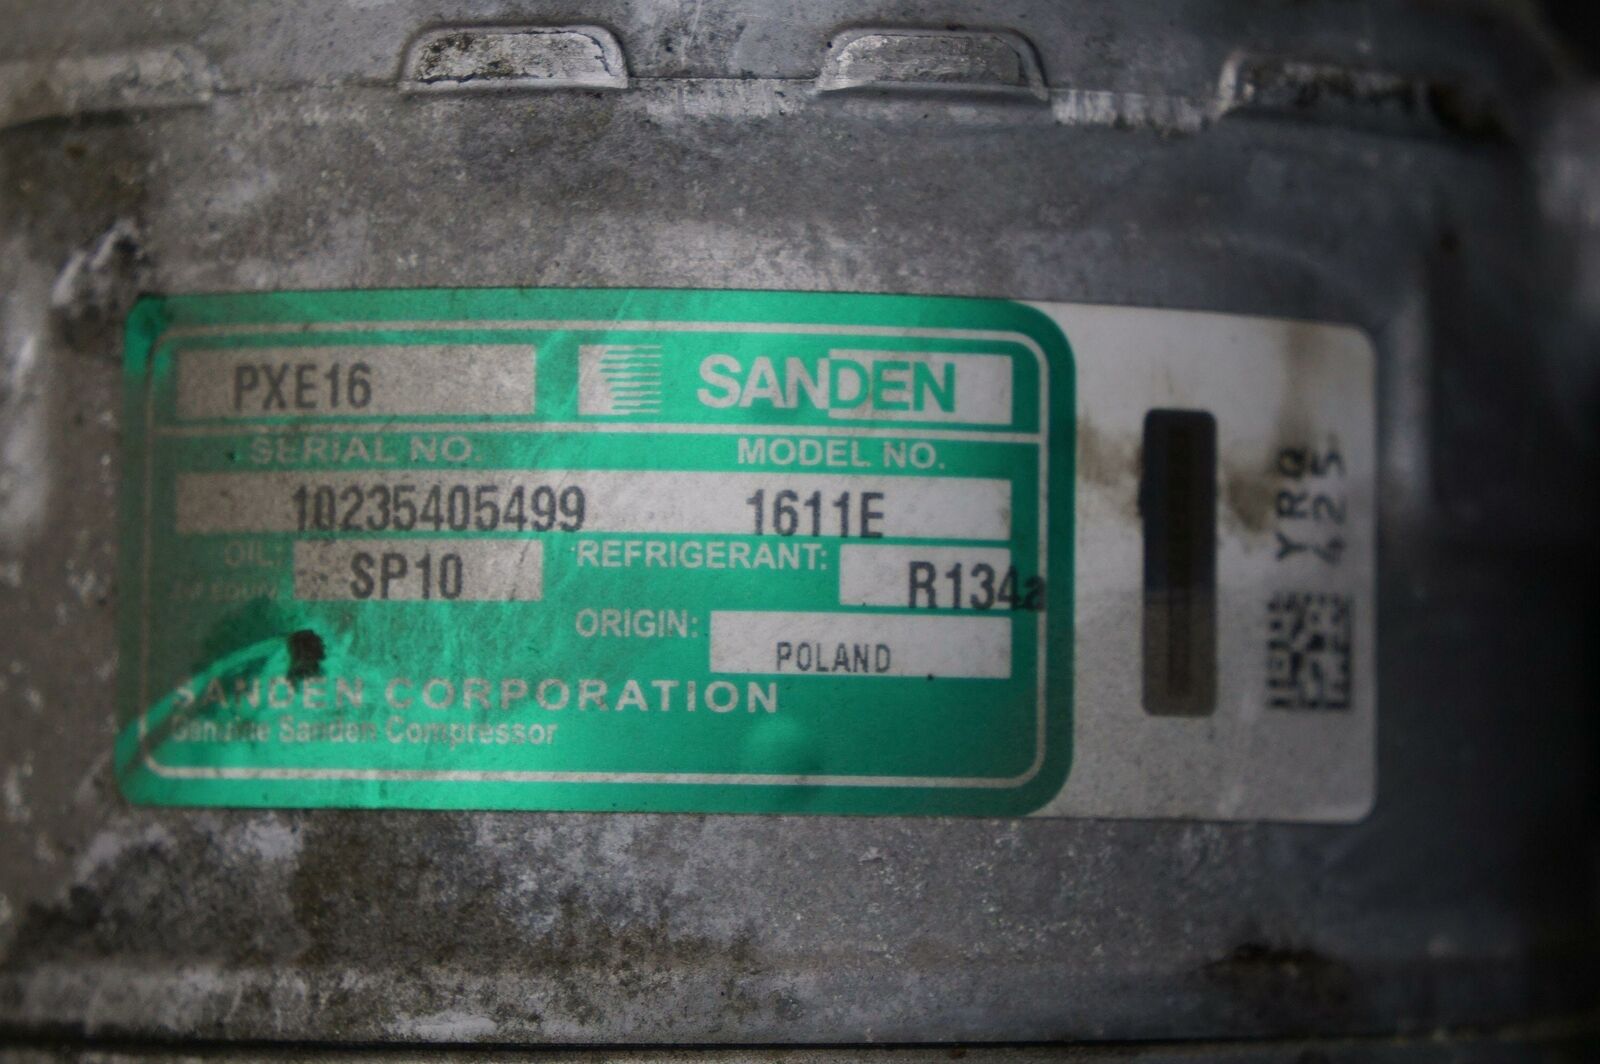 PXE16 SANDEN
SERIAL NO. MODEL NO.
10235405499 1611E
OIL: SP10 REFRIGERANT: R134a
EQUIV.
ORIGIN: POLAND
SANDEN CORPORATION
Genuine Sanden Compressor
YRQ
425